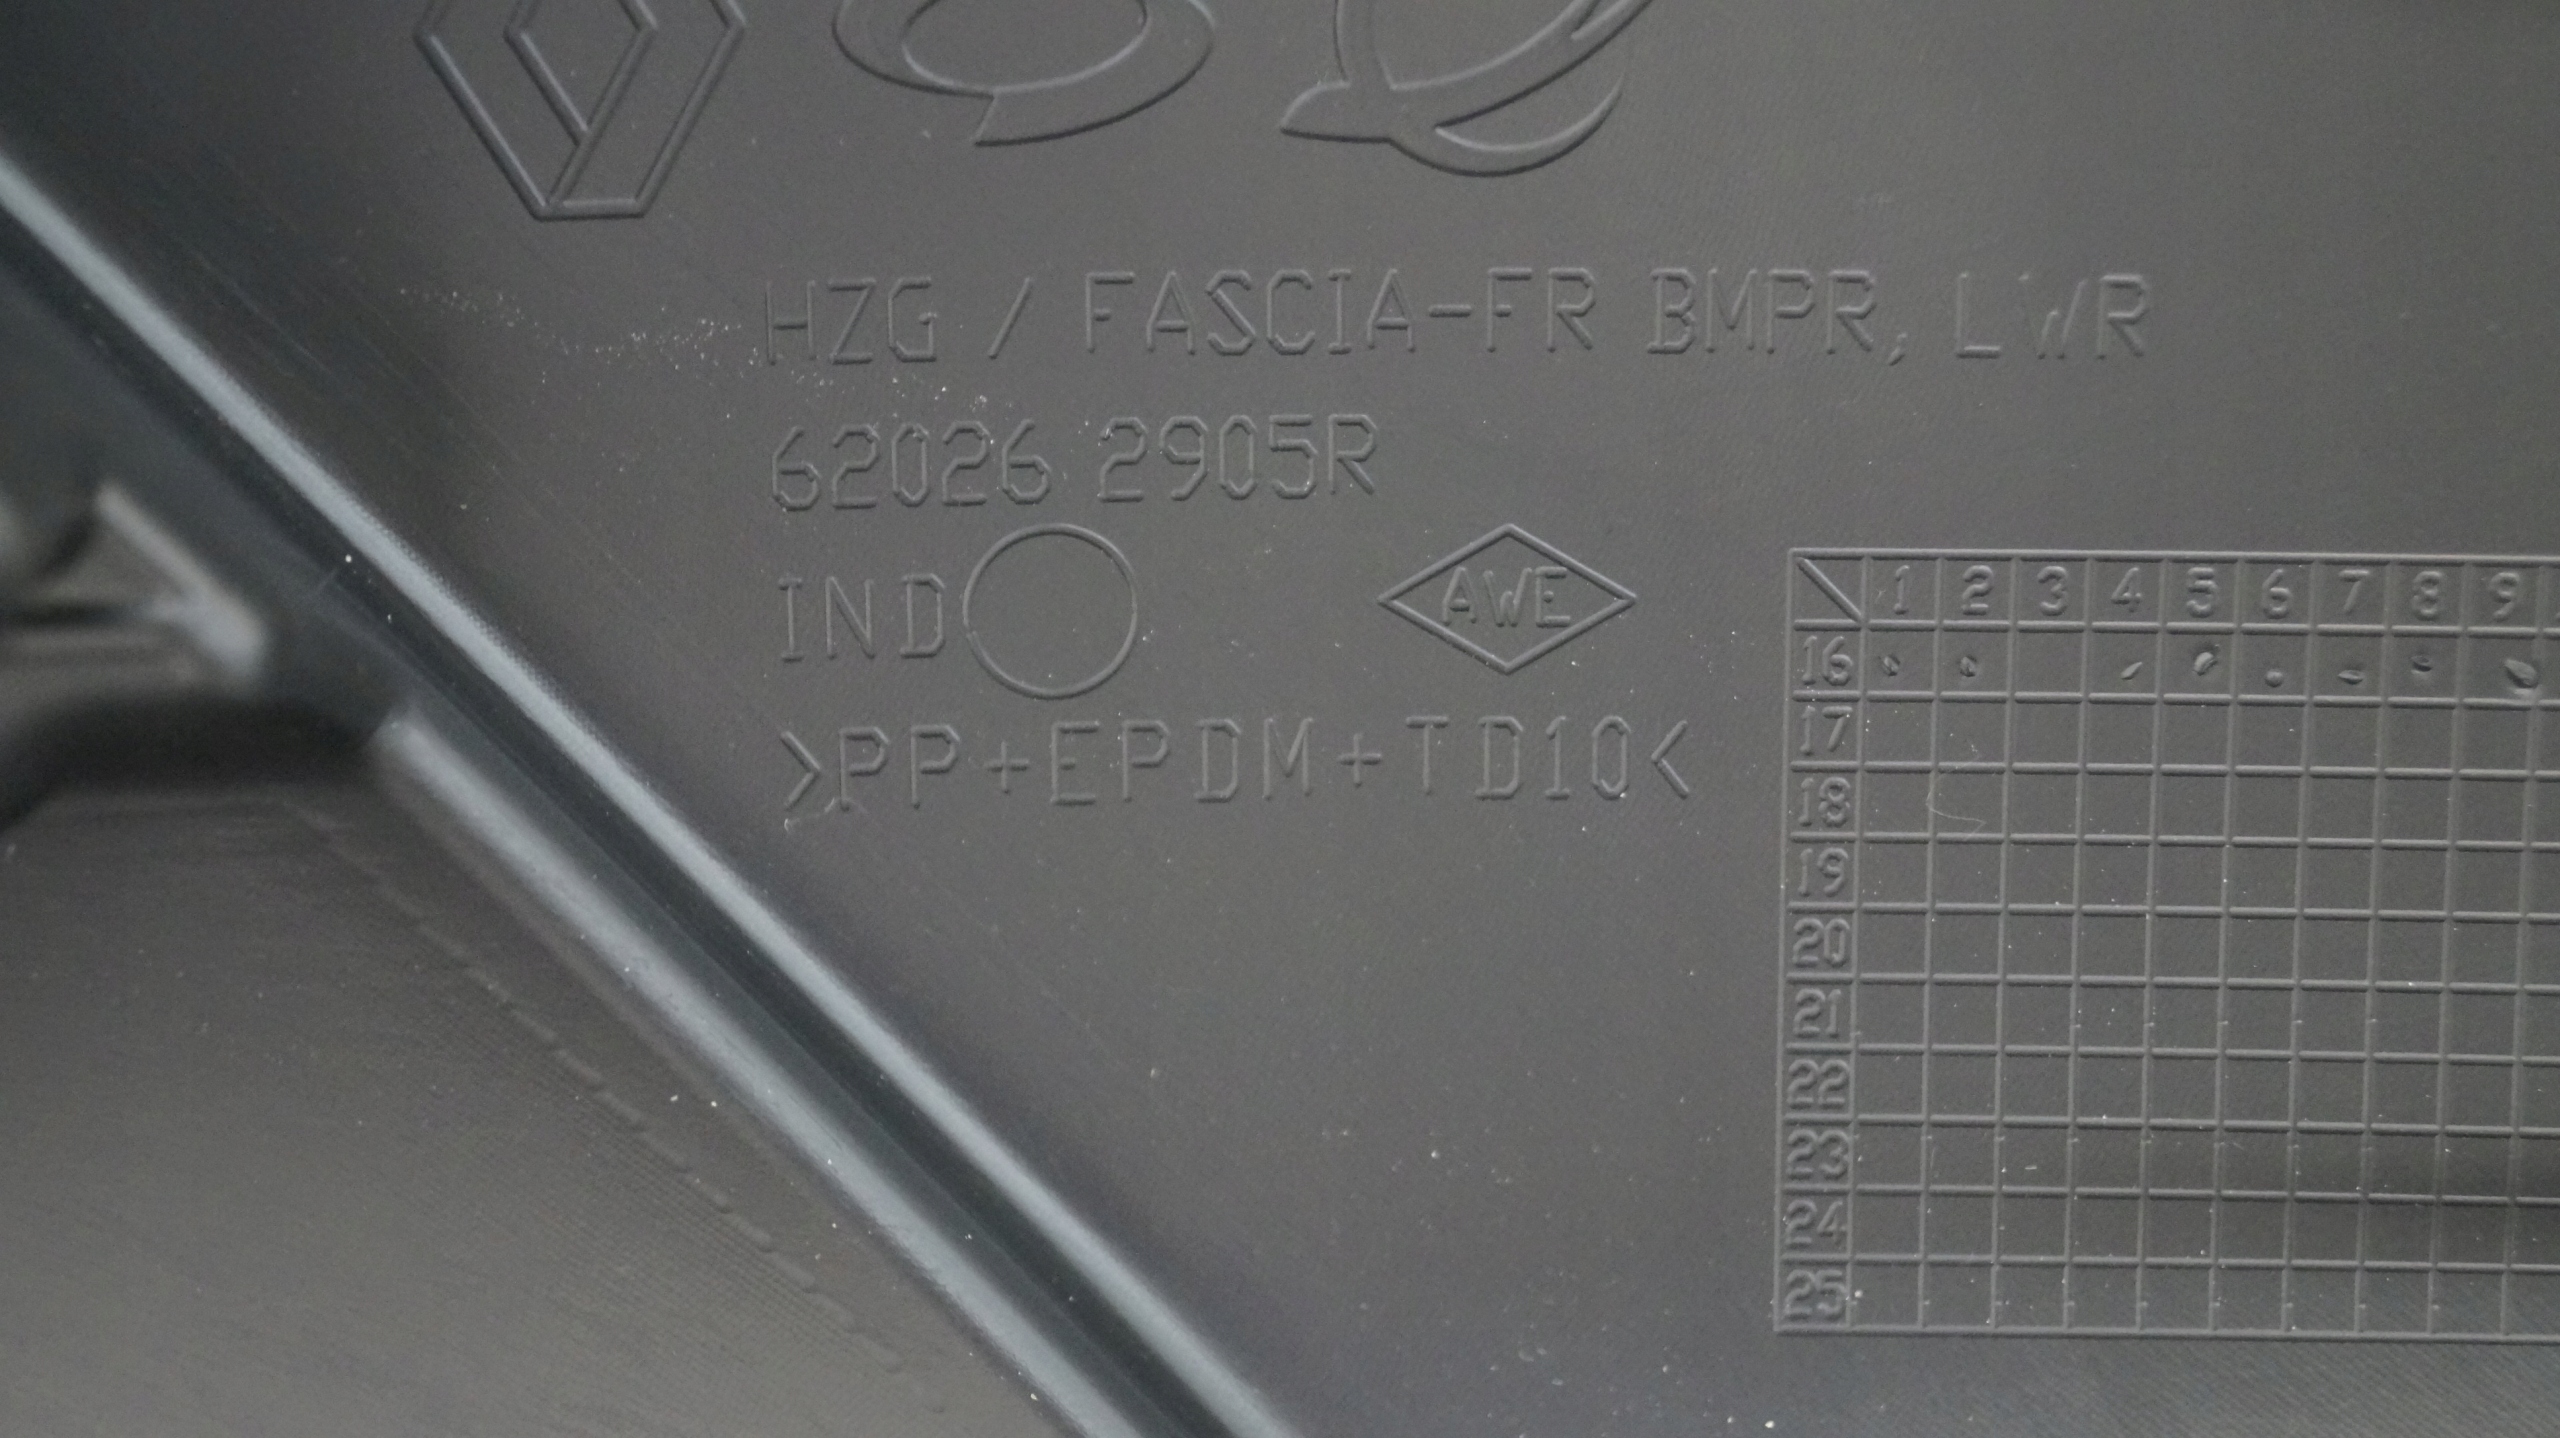 HZG / FASCIA-FR BMPR, LWR
62026 2905R
IND
AWE
>PP+EPDM+TD10<
1 2 3 4 5 6 7 8 9
16
17
18
19
20
21
22
23
24
25